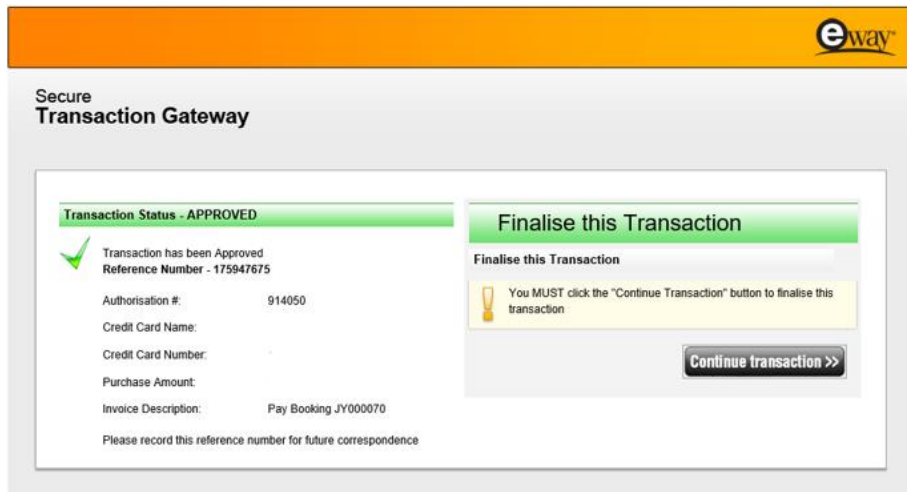 eway
Secure
Transaction Gateway
Transaction Status - APPROVED
Transaction has been Approved
Reference Number - 175947675
Authorisation #: 914050
Credit Card Name:
Credit Card Number:
Purchase Amount:
Invoice Description: Pay Booking JY000070
Please record this reference number for future correspondence
Finalise this Transaction
Finalise this Transaction
You MUST click the "Continue Transaction" button to finalise this
transaction
Continue transaction >>